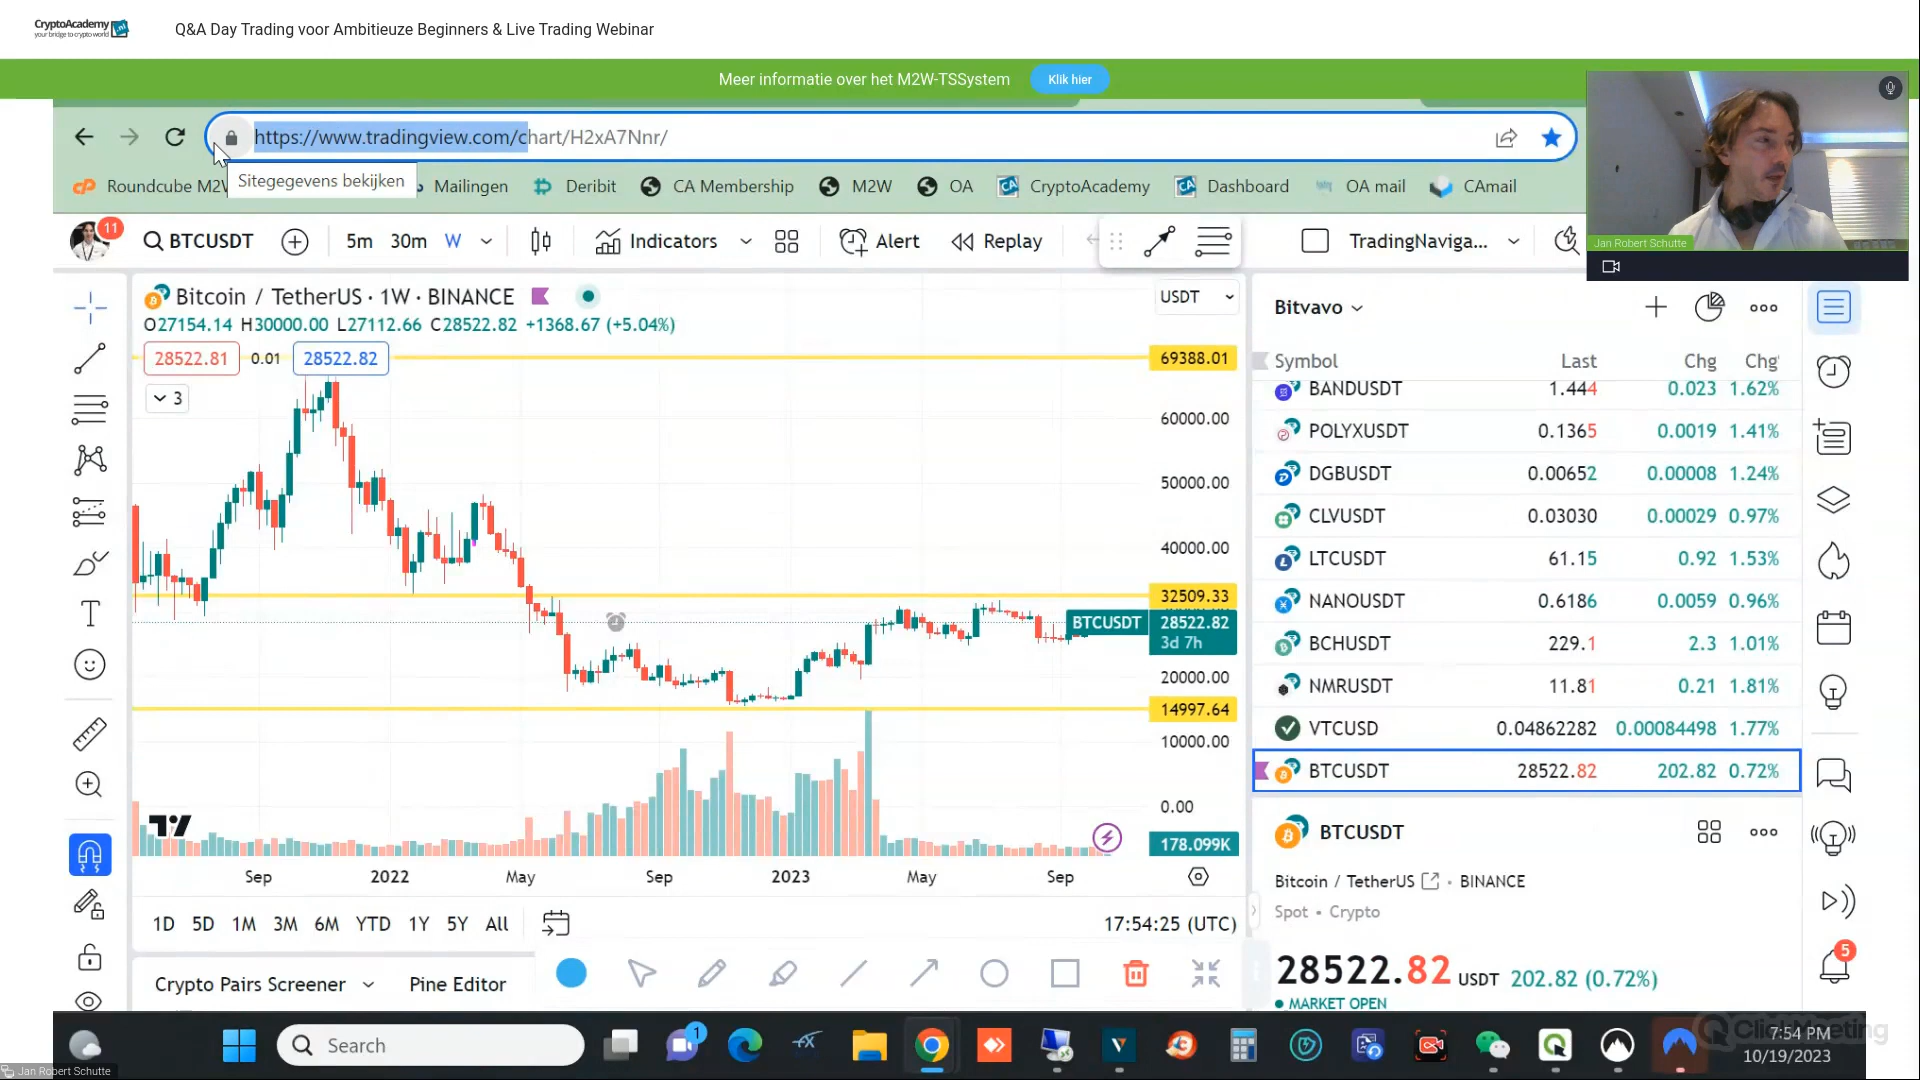 CryptoAcademy.nl
your bridge to crypto world
Q&A Day Trading voor Ambitieuze Beginners & Live Trading Webinar
Meer informatie over het M2W-TSSystem
Klik hier
https://www.tradingview.com/chart/H2xA7Nnr/
Sitegegevens bekijken
Roundcube M2W
Mailingen
Deribit
CA Membership
M2W
OA
CryptoAcademy
Dashboard
OA mail
CAmail
Jan Robert Schutte
11
BTCUSDT
5m 30m W
Indicators
Alert
Replay
TradingNaviga...
Bitcoin / TetherUS · 1W · BINANCE
USDT
O27154.14 H30000.00 L27112.66 C28522.82 +1368.67 (+5.04%)
28522.81 0.01 28522.82
3
69388.01
60000.00
50000.00
40000.00
32509.33
BTCUSDT 28522.82
3d 7h
20000.00
14997.64
10000.00
0.00
178.099K
Sep 2022 May Sep 2023 May Sep
1D 5D 1M 3M 6M YTD 1Y 5Y All
17:54:25 (UTC)
Crypto Pairs Screener
Pine Editor
Bitvavo
Symbol Last Chg Chg
BANDUSDT 1.444 0.023 1.62%
POLYXUSDT 0.1365 0.0019 1.41%
DGBUSDT 0.00652 0.00008 1.24%
CLVUSDT 0.03030 0.00029 0.97%
LTCUSDT 61.15 0.92 1.53%
NANOUSDT 0.6186 0.0059 0.96%
BCHUSDT 229.1 2.3 1.01%
NMRUSDT 11.81 0.21 1.81%
VTCUSD 0.04862282 0.00084498 1.77%
BTCUSDT 28522.82 202.82 0.72%
BTCUSDT
Bitcoin / TetherUS · BINANCE
Spot • Crypto
28522.82 USDT 202.82 (0.72%)
MARKET OPEN
5
Search
1
ClickMeeting
7:54 PM
10/19/2023
Jan Robert Schutte